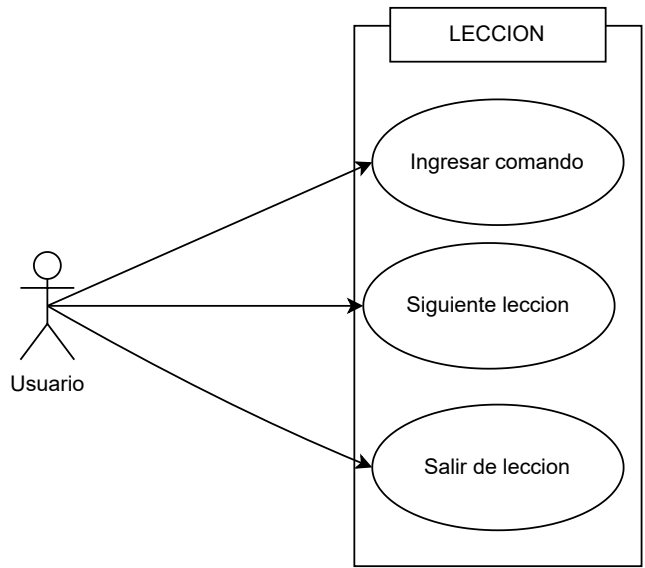 LECCION
Ingresar comando
Siguiente leccion
Usuario
Salir de leccion